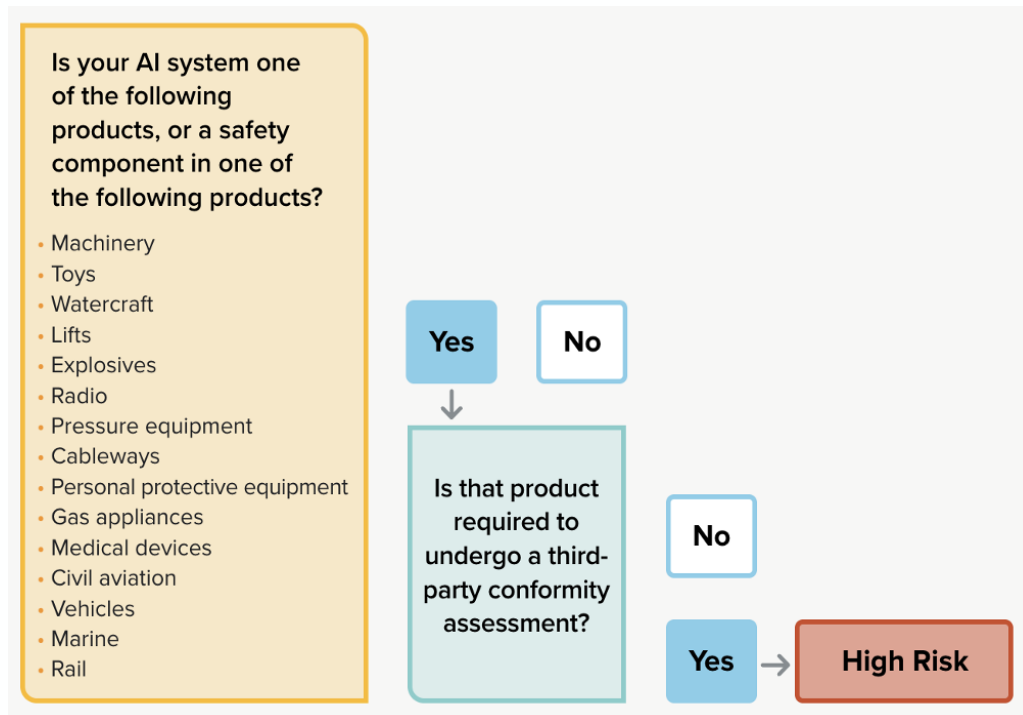 Is your AI system one
of the following
products, or a safety
component in one of
the following products?
• Machinery
• Toys
• Watercraft
• Lifts
• Explosives
• Radio
• Pressure equipment
• Cableways
• Personal protective equipment
• Gas appliances
• Medical devices
• Civil aviation
• Vehicles
• Marine
• Rail
Yes
No
Is that product
required to
undergo a third-
party conformity
assessment?
No
Yes
High Risk